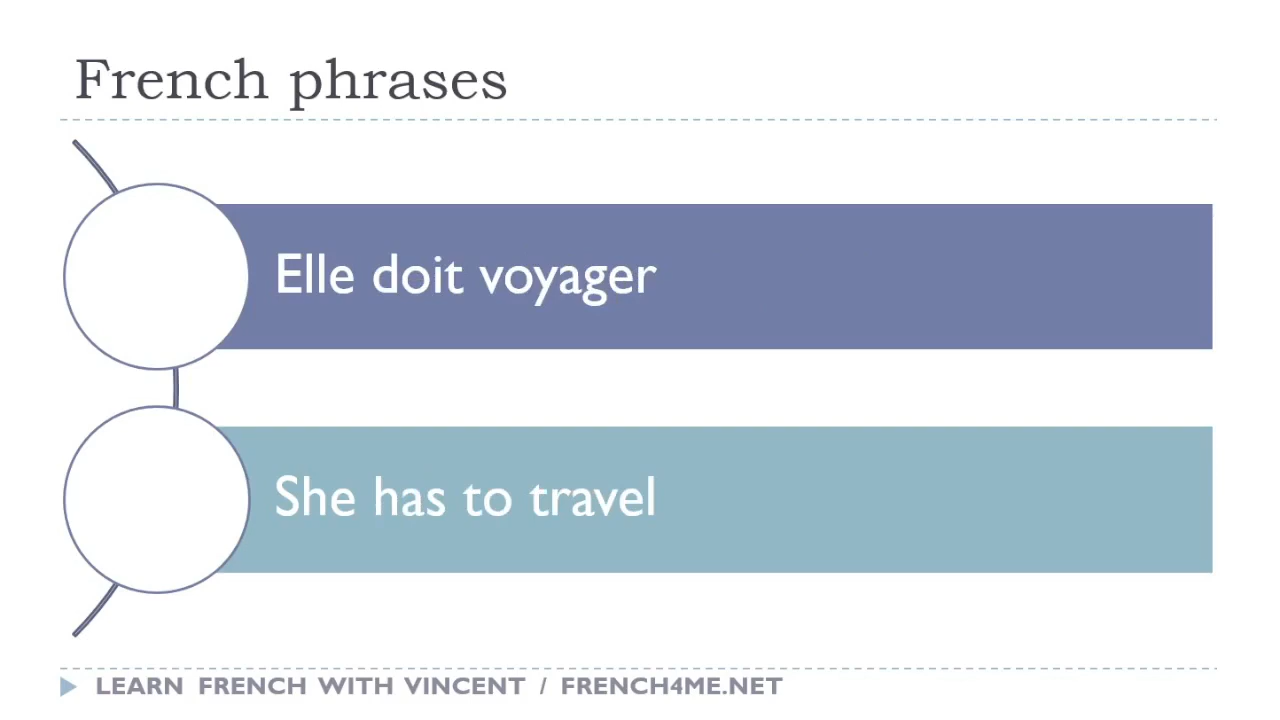 French phrases
Elle doit voyager
She has to travel
LEARN FRENCH WITH VINCENT / FRENCH4ME.NET